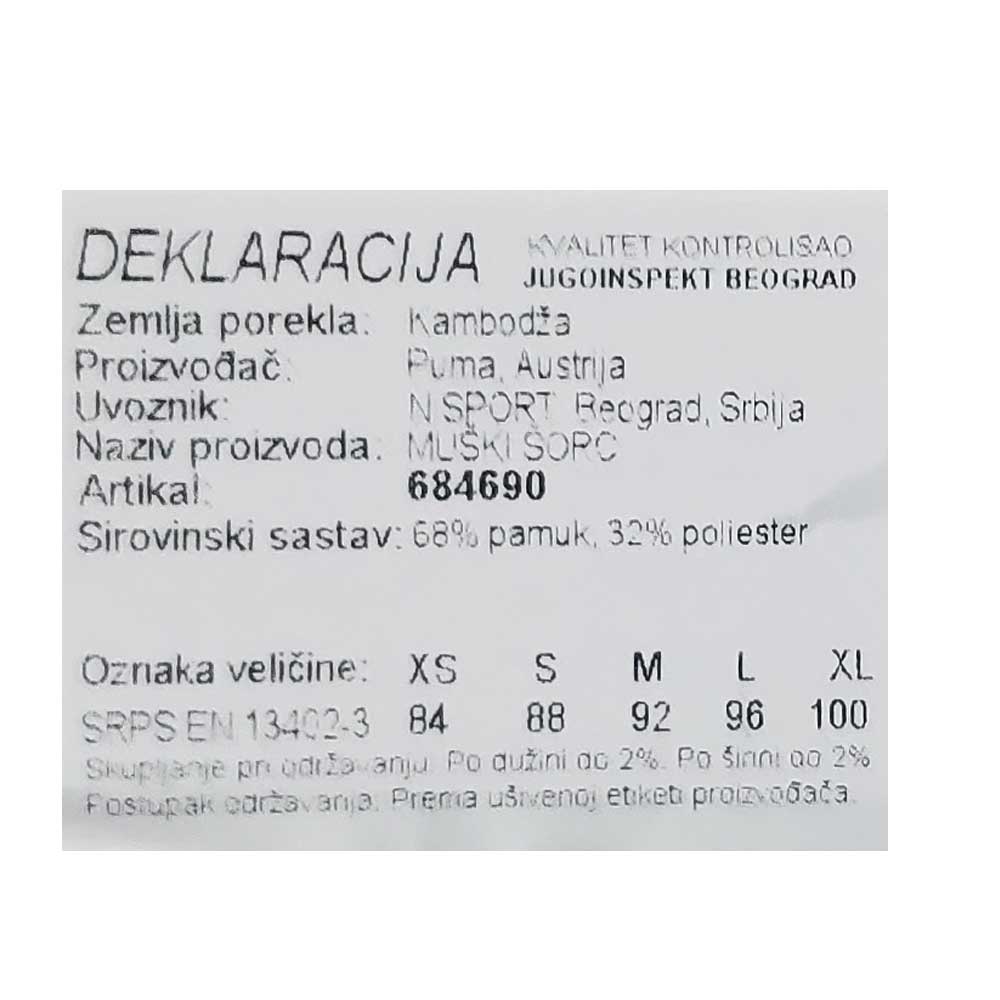 DEKLARACIJA
KVALITET KONTROLISAO
JUGOINSPEKT BEOGRAD
Zemlja porekla: Kambodža
Proizvođač: Puma, Austrija
Uvoznik: N SPORT Beograd, Srbija
Naziv proizvoda: MUŠKI ŠORC
Artikal: 684690
Sirovinski sastav: 68% pamuk, 32% poliester
Oznaka veličine: XS S M L XL
SRPS EN 13402-3 84 88 92 96 100
Skupljanje pri održavanju: Po dužini do 2%. Po širini do 2%
Postupak održavanja: Prema ušivenoj etiketi proizvođača.